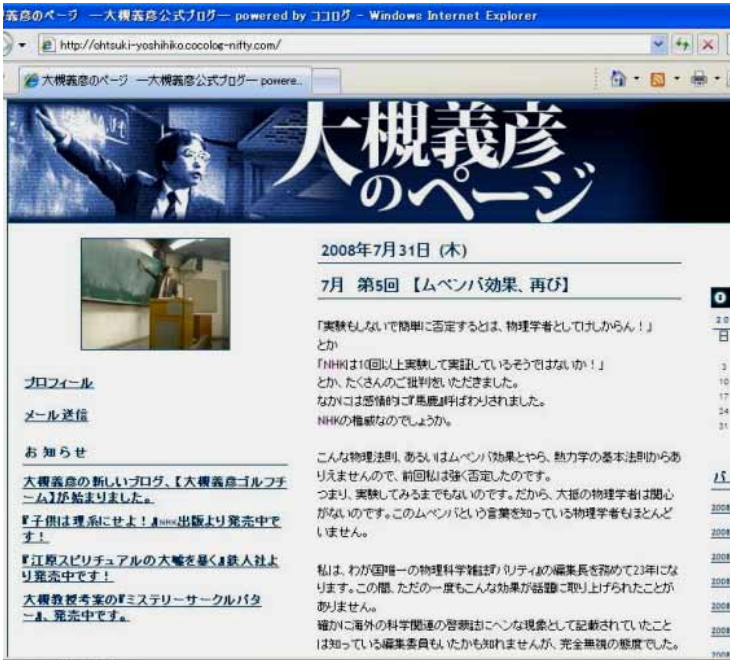 義彦のページ ―大槻義彦公式ブログ― powered by ココログ - Windows Internet Explorer
http://ohtsuki-yoshihiko.cocolog-nifty.com/
大槻義彦のページ ―大槻義彦公式ブログ― powere...
大槻義彦
のページ
2008年7月31日 (木)
7月 第5回 【ムペンバ効果、再び】
「実験もしないで簡単に否定するとは、物理学者としてけしからん！」
とか
「NHKは10回以上実験して実証しているそうではないか！」
とか、たくさんのご批判をいただきました。
なかには感情的に『馬鹿』呼ばわりされました。
NHKの権威なのでしょうか。
こんな物理法則、あるいはムペンバ効果とやら、熱力学の基本法則からあ
りえませんので、前回私は強く否定したのです。
つまり、実験してみるまでもないのです。だから、大抵の物理学者は関心
がないのです。このムペンバという言葉を知っている物理学者もほとんど
いません。
私は、わが国唯一の物理科学雑誌『パリティ』の編集長を務めて23年にな
ります。この間、ただの一度もこんな効果が話題に取り上げられたことが
ありません。
確かに海外の科学関連の啓蒙誌にヘンな現象として記載されていたこと
は知っている編集委員もいたかも知れませんが、完全無視の態度でした。
プロフィール
メール送信
お知らせ
大槻義彦の新しいブログ、【大槻義彦ゴルフチ
ーム】が始まりました。
『子供は理系にせよ！』NHK出版より発売中で
す！
『江原スピリチュアルの大嘘を暴く』鉄人社よ
り発売中です！
大槻教授考案の『ミステリーサークルパタ
ー』、発売中です。
日
3
10
17
24
31
バ
2008
2008
2008
2008
2008
2008
2008